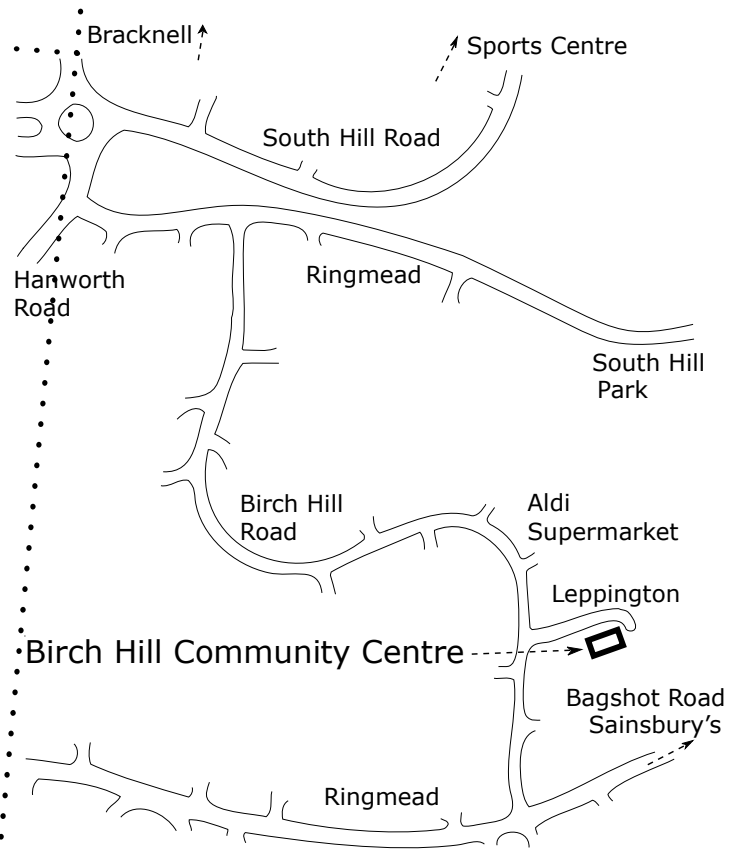 Bracknell
Sports Centre
South Hill Road
Hanworth
Road
Ringmead
South Hill
Park
Birch Hill
Road
Aldi
Supermarket
Leppington
Birch Hill Community Centre
Bagshot Road
Sainsbury's
Ringmead